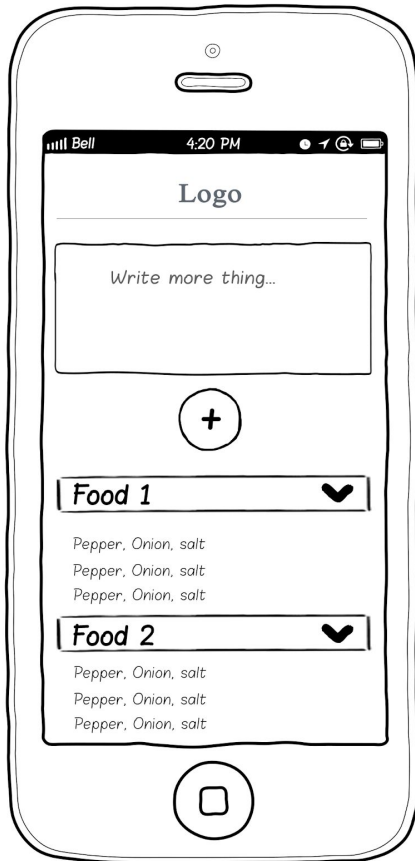 Bell 4:20 PM
Logo
Write more thing...
+
Food 1
Pepper, Onion, salt
Pepper, Onion, salt
Pepper, Onion, salt
Food 2
Pepper, Onion, salt
Pepper, Onion, salt
Pepper, Onion, salt